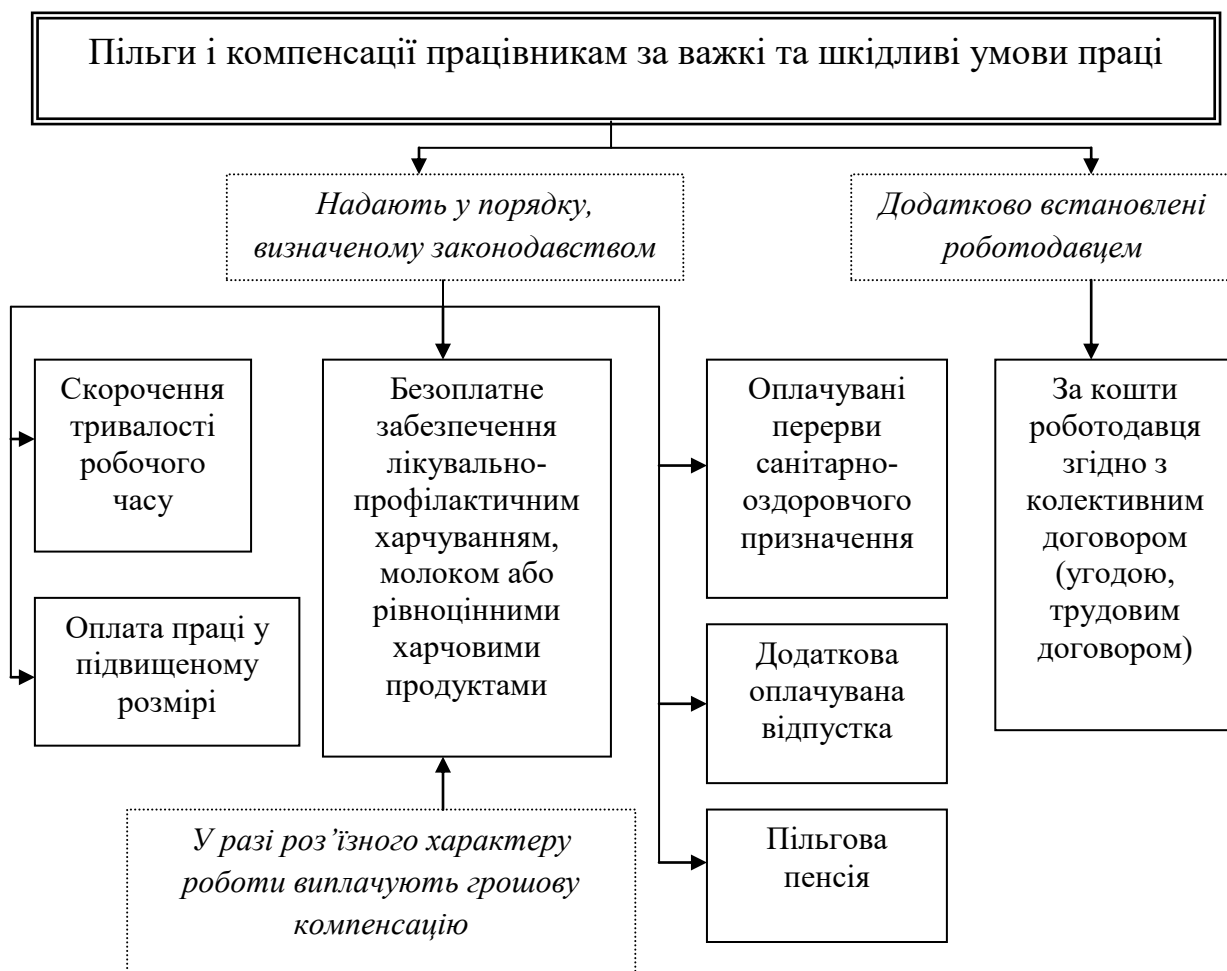 Пільги і компенсації працівникам за важкі та шкідливі умови праці
Надають у порядку,
визначеному законодавством
Додатково встановлені
роботодавцем
Скорочення
тривалості
робочого
часу
Оплата праці у
підвищеному
розмірі
Безоплатне
забезпечення
лікувально-
профілактичним
харчуванням,
молоком або
рівноцінними
харчовими
продуктами
У разі роз’їзного характеру
роботи виплачують грошову
компенсацію
Оплачувані
перерви
санітарно-
оздоровчого
призначення
Додаткова
оплачувана
відпустка
Пільгова
пенсія
За кошти
роботодавця
згідно з
колективним
договором
(угодою,
трудовим
договором)